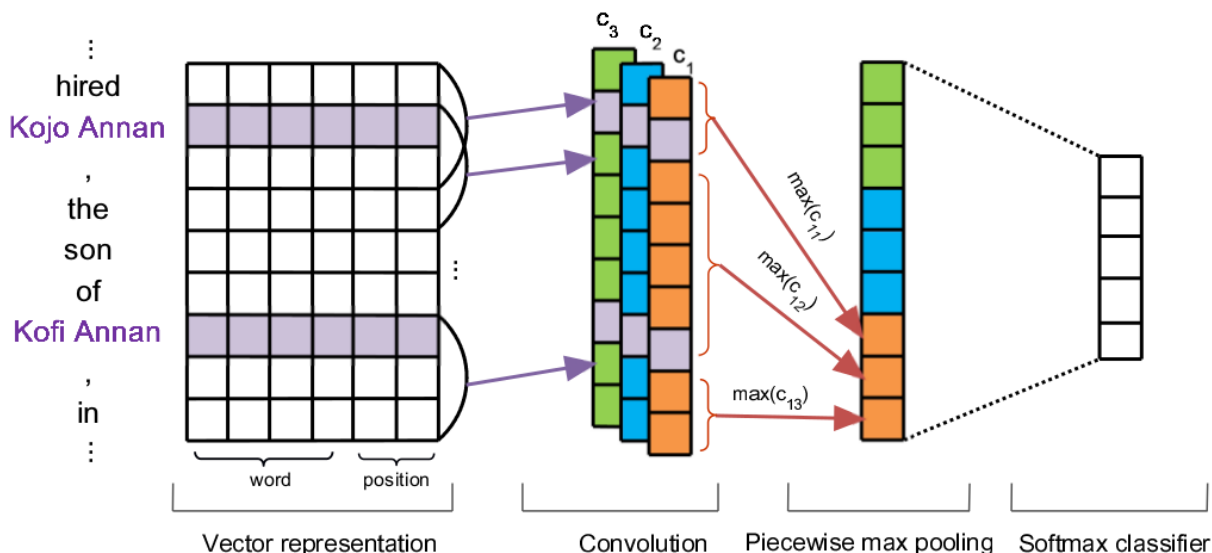 ⋮
hired
Kojo Annan
,
the
son
of
Kofi Annan
,
in
⋮
word
position
Vector representation
⋮
c3
c2
c1
Convolution
max(c11)
max(c12)
max(c13)
Piecewise max pooling
Softmax classifier